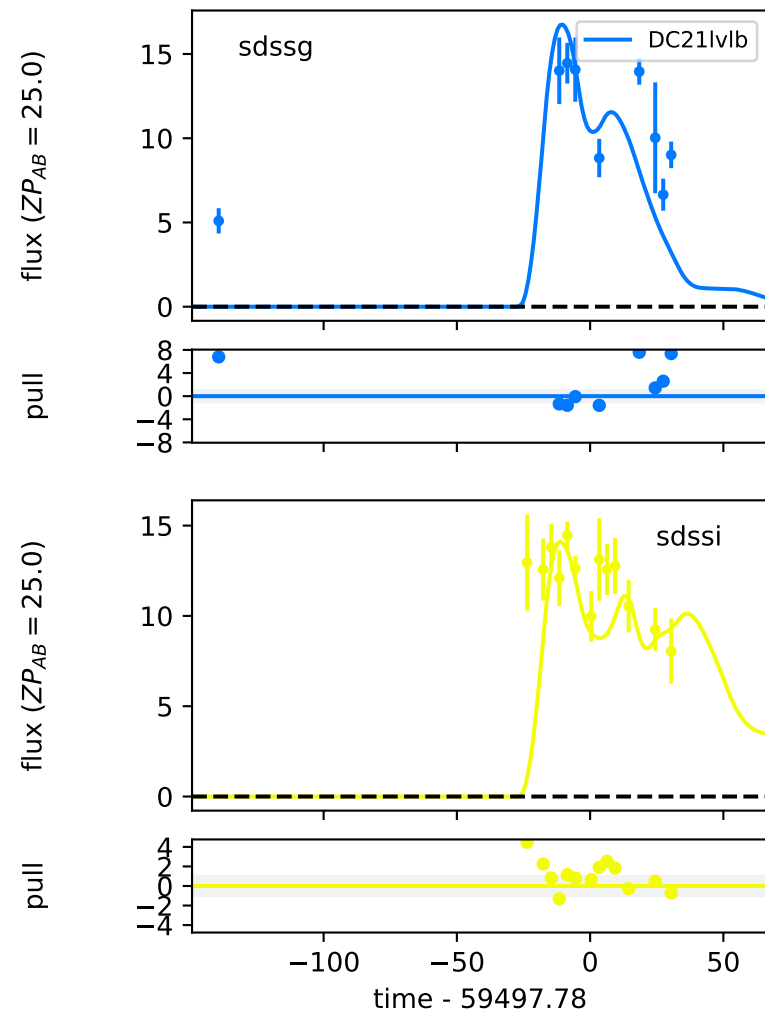 sdssg
DC21lvlb
flux (ZP_AB = 25.0)
15
10
5
0
pull
8
4
0
−4
−8
sdssi
flux (ZP_AB = 25.0)
15
10
5
0
pull
4
2
0
−2
−4
−100
−50
0
50
time - 59497.78